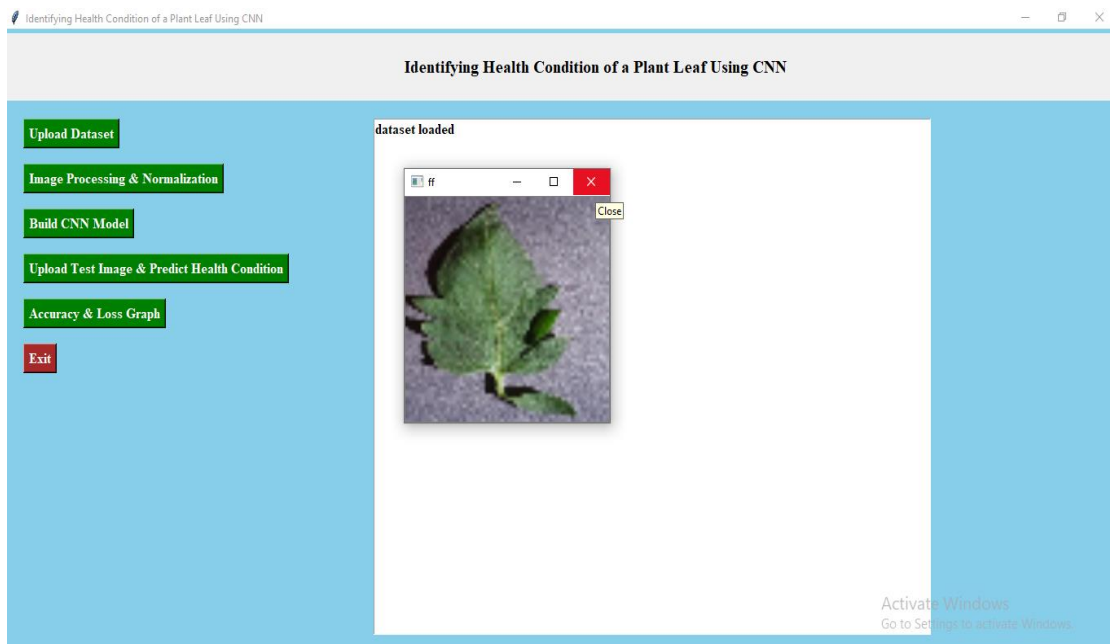 Identifying Health Condition of a Plant Leaf Using CNN
Identifying Health Condition of a Plant Leaf Using CNN
Upload Dataset
Image Processing & Normalization
Build CNN Model
Upload Test Image & Predict Health Condition
Accuracy & Loss Graph
Exit
dataset loaded
ff
Close
Activate Windows
Go to Settings to activate Windows.